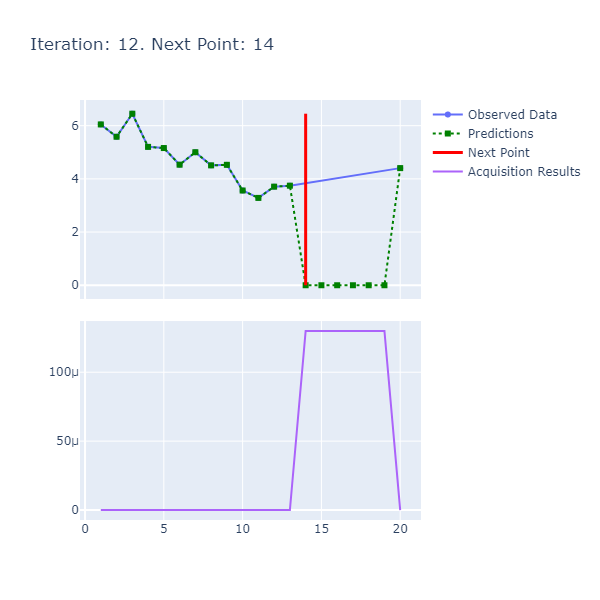 Iteration: 12. Next Point: 14
6
4
2
0
Observed Data
Predictions
Next Point
Acquisition Results
100μ
50μ
0
0 5 10 15 20